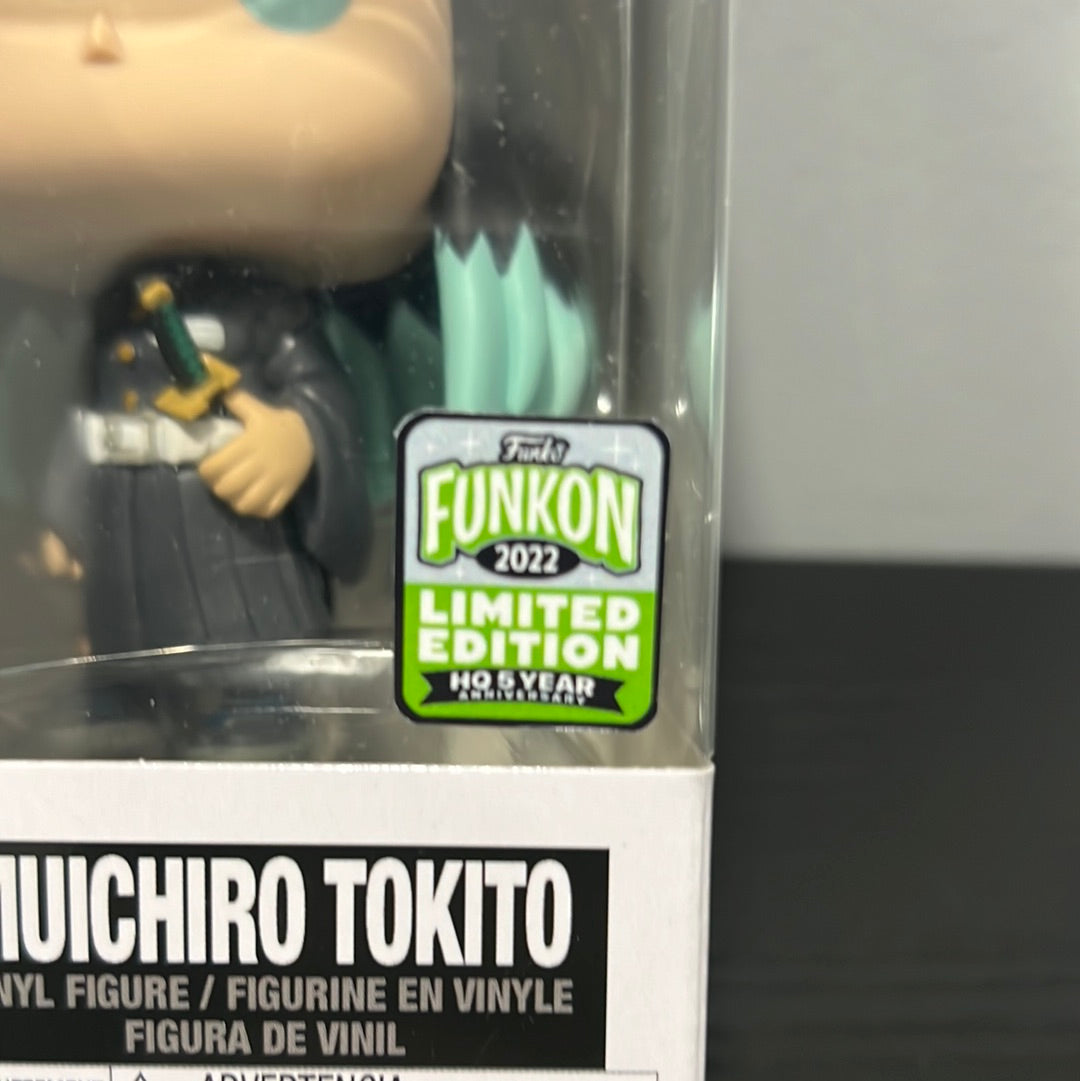 Funko
FUNKON
2022
LIMITED
EDITION
HQ 5 YEAR
ANNIVERSARY
MUICHIRO TOKITO
NYL FIGURE / FIGURINE EN VINYLE
FIGURA DE VINIL
ADVERTENCIA